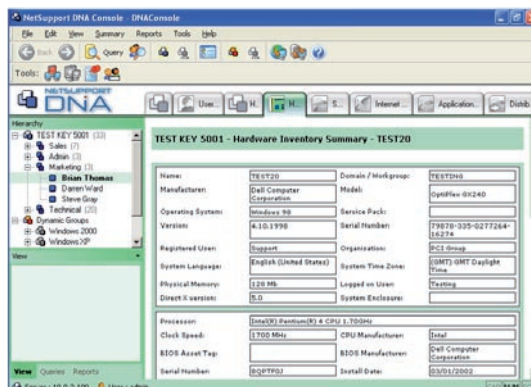 NetSupport DNA Console - DNAConsole
File Edit View Summary Reports Tools Help
Back Query
Tools:
NETSUPPORT
DNA
User... H... H... S... Internet... Application... Distrib
Hierarchy
TEST KEY 5001 (33)
Sales (7)
Admin (3)
Marketing (3)
Brian Thomas
Darren Ward
Steve Gray
Technical (20)
Dynamic Groups
Windows 2000
Windows XP
View
View Queries Reports
TEST KEY 5001 - Hardware Inventory Summary - TEST20
Name: TEST20 Domain / Workgroup: TESTING
Manufacturer: Dell Computer Corporation Model: OptiPlex GX240
Operating System: Windows 98 Service Pack:
Version: 4.10.1998 Serial Number: 79878-335-0277264-16274
Registered User: Support Organisation: PCI Group
System Language: English (United States) System Time Zone: (GMT) GMT Daylight Time
Physical Memory: 128 Mb Logged on User: Testing
Direct X version: 5.0 System Enclosure:
Processor: Intel(R) Pentium(R) 4 CPU 1.70GHz
Clock Speed: 1700 MHz CPU Manufacturer: Intel
BIOS Asset Tag: BIOS Manufacturer: Dell Computer Corporation
Serial Number: 8QPTF0J Install Date: 03/01/2002